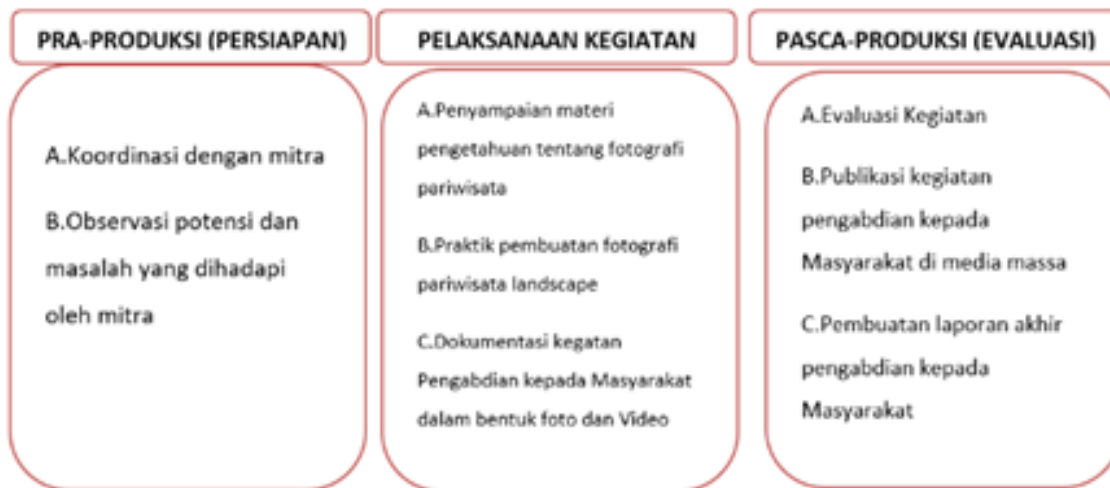 PRA-PRODUKSI (PERSIAPAN)
A.Koordinasi dengan mitra
B.Observasi potensi dan
masalah yang dihadapi
oleh mitra
PELAKSANAAN KEGIATAN
A.Penyampaian materi
pengetahuan tentang fotografi
pariwisata
B.Praktik pembuatan fotografi
pariwisata landscape
C.Dokumentasi kegatan
Pengabdian kepada Masyarakat
dalam bentuk foto dan Video
PASCA-PRODUKSI (EVALUASI)
A.Evaluasi Kegiatan
B.Publikasi kegiatan
pengabdian kepada
Masyarakat di media massa
C.Pembuatan laporan akhir
pengabdian kepada
Masyarakat